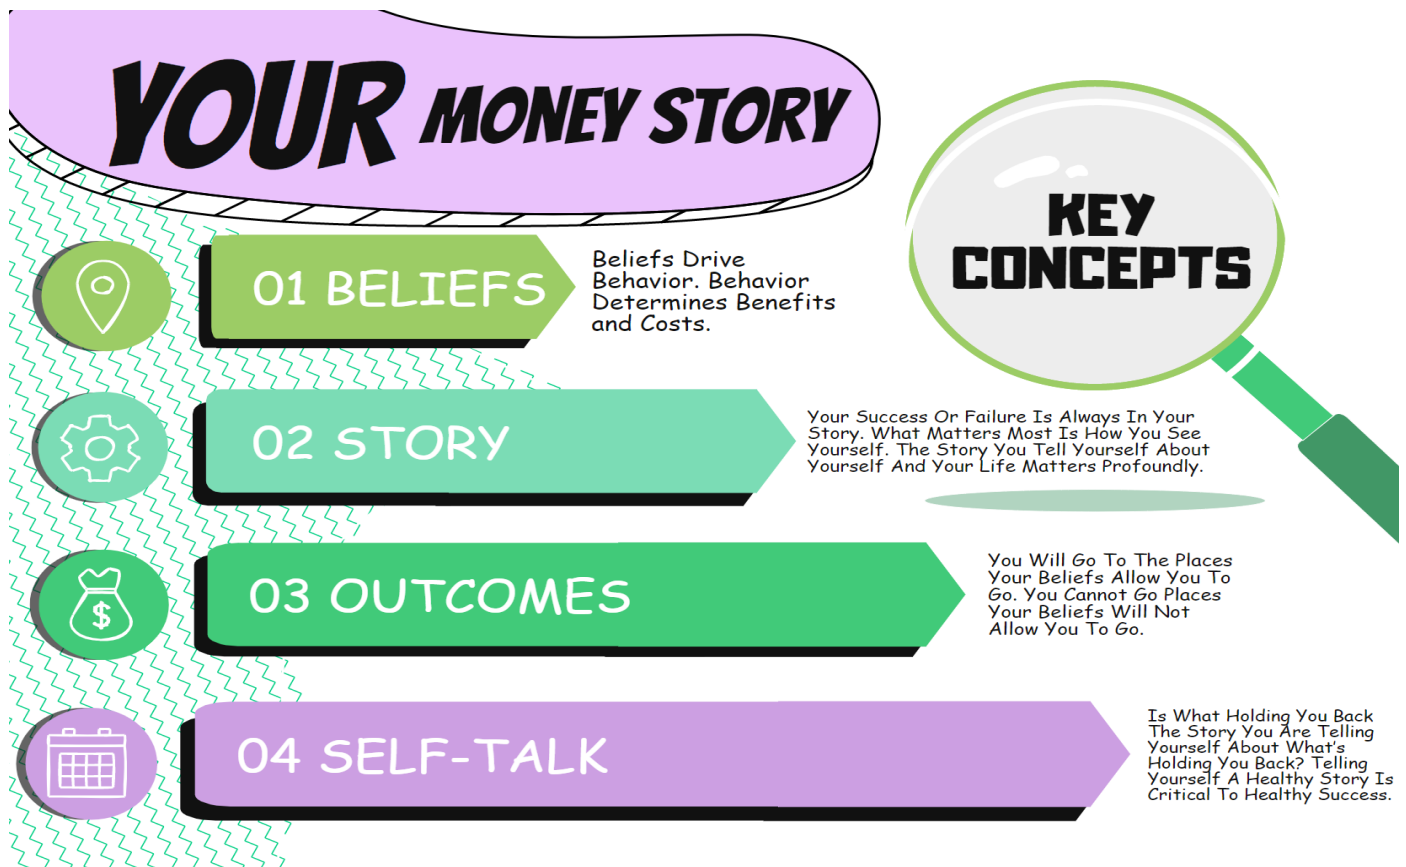 YOUR MONEY STORY
KEY
CONCEPTS
01 BELIEFS
Beliefs Drive
Behavior. Behavior
Determines Benefits
and Costs.
02 STORY
Your Success Or Failure Is Always In Your
Story. What Matters Most Is How You See
Yourself. The Story You Tell Yourself About
Yourself And Your Life Matters Profoundly.
03 OUTCOMES
You Will Go To The Places
Your Beliefs Allow You To
Go. You Cannot Go Places
Your Beliefs Will Not
Allow You To Go.
04 SELF-TALK
Is What Holding You Back
The Story You Are Telling
Yourself About What's
Holding You Back? Telling
Yourself A Healthy Story Is
Critical To Healthy Success.
$